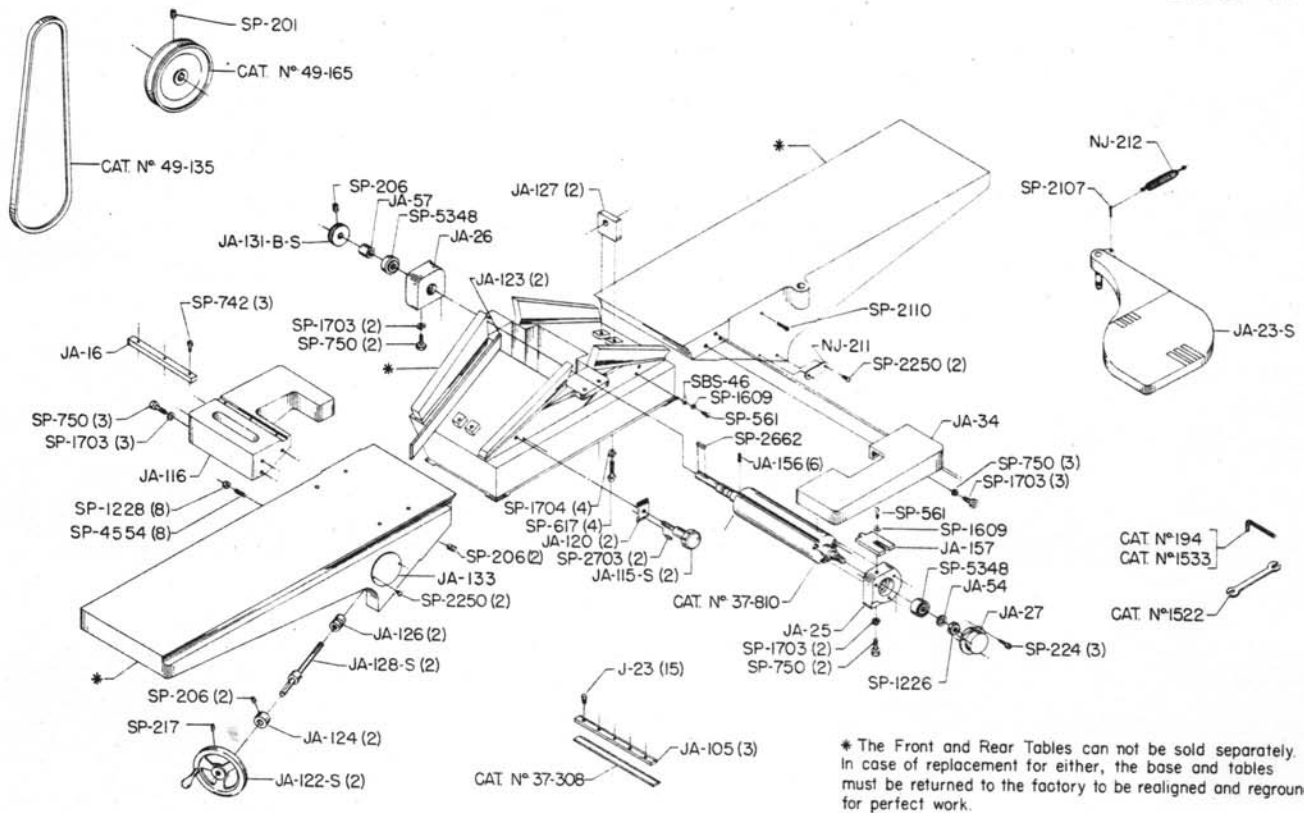 SP-201
CAT. Nº 49-165
CAT. Nº 49-135
SP-206
JA-57
SP-5348
JA-131-B-S
JA-26
JA-127 (2)
NJ-212
SP-2107
JA-23-S
JA-123 (2)
SP-742 (3)
JA-16
SP-1703 (2)
SP-750 (2)
SP-2110
NJ-211
SP-2250 (2)
SBS-46
SP-1609
SP-561
SP-2662
JA-156 (6)
JA-34
SP-750 (3)
SP-1703 (3)
JA-116
SP-750 (3)
SP-1703 (3)
SP-1228 (8)
SP-4554 (8)
SP-1704 (4)
SP-617 (4)
JA-120 (2)
SP-2703 (2)
JA-115-S (2)
SP-561
SP-1609
JA-157
SP-5348
JA-54
JA-27
CAT. Nº 194
CAT. Nº 1533
CAT. Nº 1522
SP-206 (2)
JA-133
SP-2250 (2)
CAT. Nº 37-810
JA-25
SP-1703 (2)
SP-750 (2)
SP-224 (3)
SP-1226
JA-126 (2)
JA-128-S (2)
SP-206 (2)
SP-217
JA-124 (2)
JA-122-S (2)
J-23 (15)
JA-105 (3)
CAT. Nº 37-308
* The Front and Rear Tables can not be sold separately.
In case of replacement for either, the base and tables
must be returned to the factory to be realigned and regroun
for perfect work.